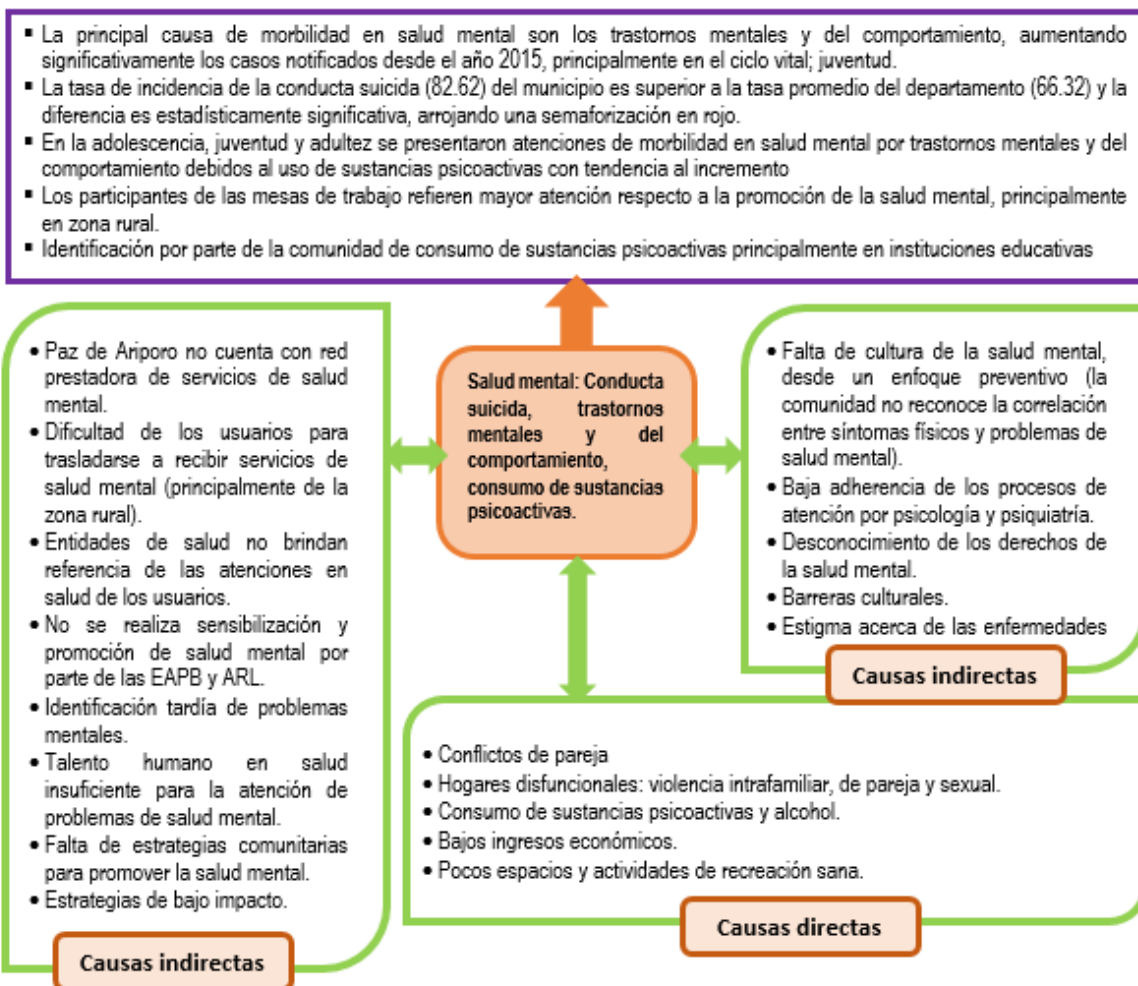 ▪ La principal causa de morbilidad en salud mental son los trastornos mentales y del comportamiento, aumentando
significativamente los casos notificados desde el año 2015, principalmente en el ciclo vital; juventud.
▪ La tasa de incidencia de la conducta suicida (82.62) del municipio es superior a la tasa promedio del departamento (66.32) y la
diferencia es estadísticamente significativa, arrojando una semaforización en rojo.
▪ En la adolescencia, juventud y adultez se presentaron atenciones de morbilidad en salud mental por trastornos mentales y del
comportamiento debidos al uso de sustancias psicoactivas con tendencia al incremento
▪ Los participantes de las mesas de trabajo refieren mayor atención respecto a la promoción de la salud mental, principalmente
en zona rural.
▪ Identificación por parte de la comunidad de consumo de sustancias psicoactivas principalmente en instituciones educativas
• Paz de Ariporo no cuenta con red
prestadora de servicios de salud
mental.
• Dificultad de los usuarios para
trasladarse a recibir servicios de
salud mental (principalmente de la
zona rural).
• Entidades de salud no brindan
referencia de las atenciones en
salud de los usuarios.
• No se realiza sensibilización y
promoción de salud mental por
parte de las EAPB y ARL.
• Identificación tardía de problemas
mentales.
• Talento humano en salud
insuficiente para la atención de
problemas de salud mental.
• Falta de estrategias comunitarias
para promover la salud mental.
• Estrategias de bajo impacto.
Causas indirectas
Salud mental: Conducta
suicida, trastornos
mentales y del
comportamiento,
consumo de sustancias
psicoactivas.
• Falta de cultura de la salud mental,
desde un enfoque preventivo (la
comunidad no reconoce la correlación
entre síntomas físicos y problemas de
salud mental).
• Baja adherencia de los procesos de
atención por psicología y psiquiatría.
• Desconocimiento de los derechos de
la salud mental.
• Barreras culturales.
• Estigma acerca de las enfermedades
Causas indirectas
• Conflictos de pareja
• Hogares disfuncionales: violencia intrafamiliar, de pareja y sexual.
• Consumo de sustancias psicoactivas y alcohol.
• Bajos ingresos económicos.
• Pocos espacios y actividades de recreación sana.
Causas directas